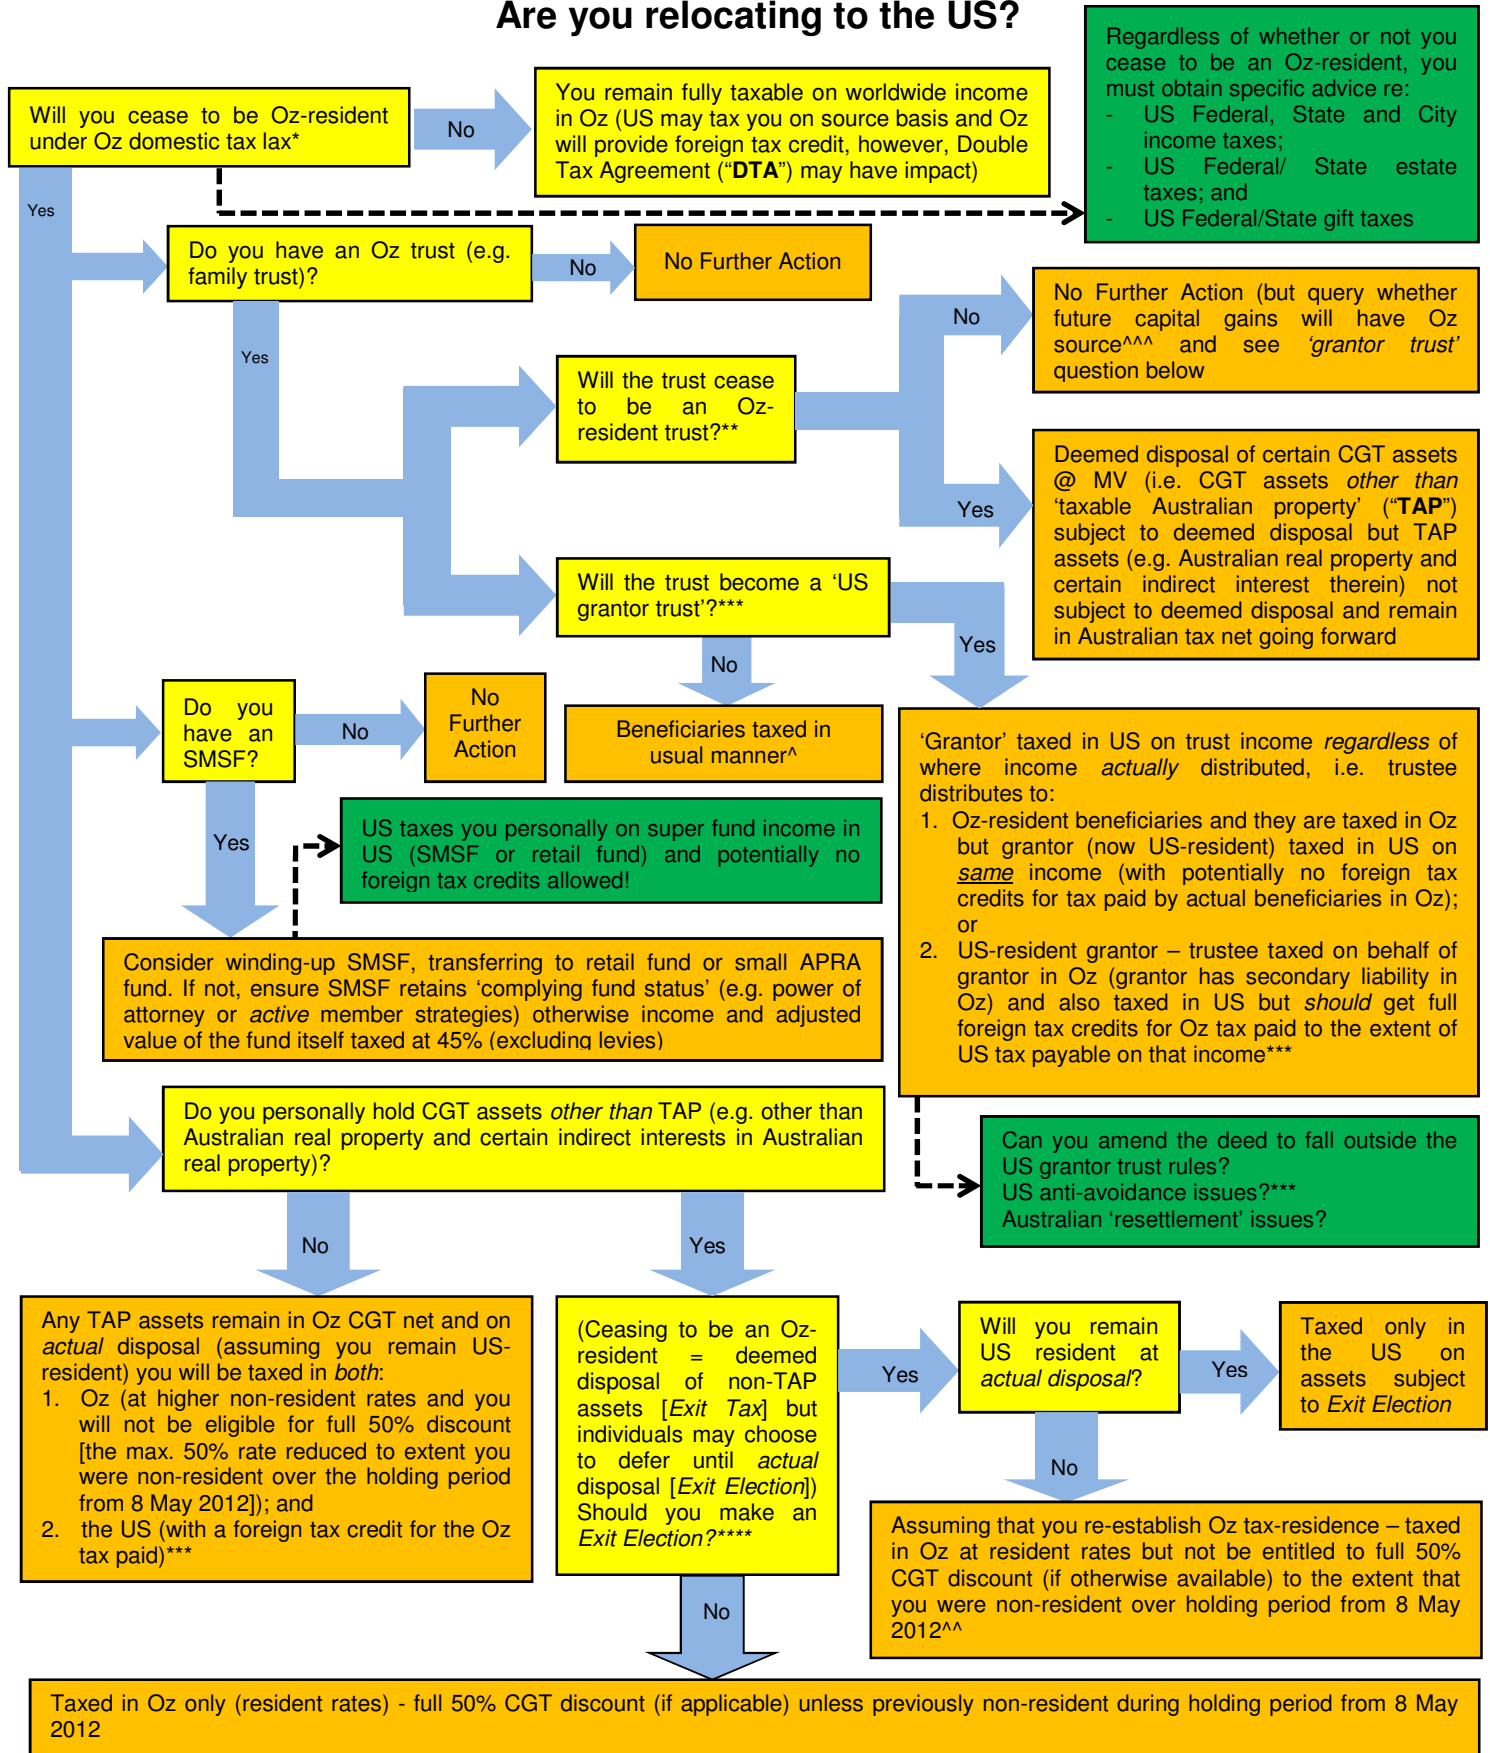 Are you relocating to the US?
Regardless of whether or not you
cease to be an Oz-resident, you
must obtain specific advice re:
- US Federal, State and City
income taxes;
- US Federal/ State estate
taxes; and
- US Federal/State gift taxes
Will you cease to be Oz-resident
under Oz domestic tax lax*
No
You remain fully taxable on worldwide income
in Oz (US may tax you on source basis and Oz
will provide foreign tax credit, however, Double
Tax Agreement (“DTA”) may have impact)
Yes
Do you have an Oz trust (e.g.
family trust)?
No
No Further Action
Yes
Will the trust cease
to be an Oz-
resident trust?**
No
No Further Action (but query whether
future capital gains will have Oz
source^^^ and see ‘grantor trust’
question below
Yes
Deemed disposal of certain CGT assets
@ MV (i.e. CGT assets other than
‘taxable Australian property’ (“TAP”)
subject to deemed disposal but TAP
assets (e.g. Australian real property and
certain indirect interest therein) not
subject to deemed disposal and remain
in Australian tax net going forward
Will the trust become a ‘US
grantor trust’?***
No
Yes
Beneficiaries taxed in
usual manner^
‘Grantor’ taxed in US on trust income regardless of
where income actually distributed, i.e. trustee
distributes to:
1. Oz-resident beneficiaries and they are taxed in Oz
but grantor (now US-resident) taxed in US on
same income (with potentially no foreign tax
credits for tax paid by actual beneficiaries in Oz);
or
2. US-resident grantor – trustee taxed on behalf of
grantor in Oz (grantor has secondary liability in
Oz) and also taxed in US but should get full
foreign tax credits for Oz tax paid to the extent of
US tax payable on that income***
Do you
have an
SMSF?
No
No
Further
Action
Yes
US taxes you personally on super fund income in
US (SMSF or retail fund) and potentially no
foreign tax credits allowed!
Consider winding-up SMSF, transferring to retail fund or small APRA
fund. If not, ensure SMSF retains ‘complying fund status’ (e.g. power of
attorney or active member strategies) otherwise income and adjusted
value of the fund itself taxed at 45% (excluding levies)
Can you amend the deed to fall outside the
US grantor trust rules?
US anti-avoidance issues?***
Australian ‘resettlement’ issues?
Do you personally hold CGT assets other than TAP (e.g. other than
Australian real property and certain indirect interests in Australian
real property)?
No
Yes
Any TAP assets remain in Oz CGT net and on
actual disposal (assuming you remain US-
resident) you will be taxed in both:
1. Oz (at higher non-resident rates and you
will not be eligible for full 50% discount
[the max. 50% rate reduced to extent you
were non-resident over the holding period
from 8 May 2012]); and
2. the US (with a foreign tax credit for the Oz
tax paid)***
(Ceasing to be an Oz-
resident = deemed
disposal of non-TAP
assets [Exit Tax] but
individuals may choose
to defer until actual
disposal [Exit Election])
Should you make an
Exit Election?****
Yes
Will you remain
US resident at
actual disposal?
Yes
Taxed only in
the US on
assets subject
to Exit Election
No
Assuming that you re-establish Oz tax-residence – taxed
in Oz at resident rates but not be entitled to full 50%
CGT discount (if otherwise available) to the extent that
you were non-resident over holding period from 8 May
2012^^
No
Taxed in Oz only (resident rates) - full 50% CGT discount (if applicable) unless previously non-resident during holding period from 8 May
2012